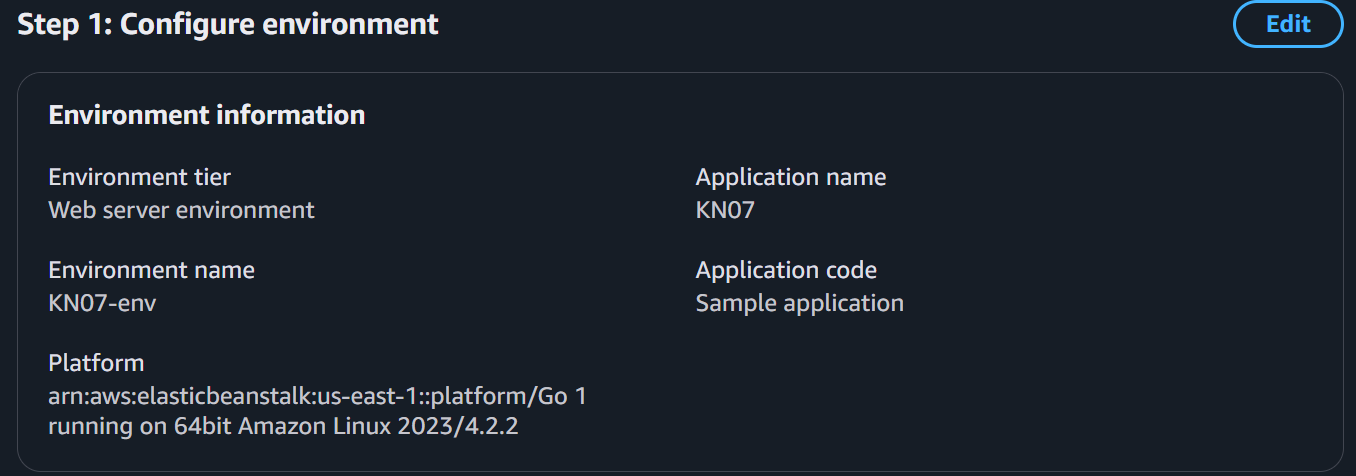 Step 1: Configure environment
Edit
Environment information
Environment tier
Web server environment
Application name
KN07
Environment name
KN07-env
Application code
Sample application
Platform
arn:aws:elasticbeanstalk:us-east-1::platform/Go 1
running on 64bit Amazon Linux 2023/4.2.2